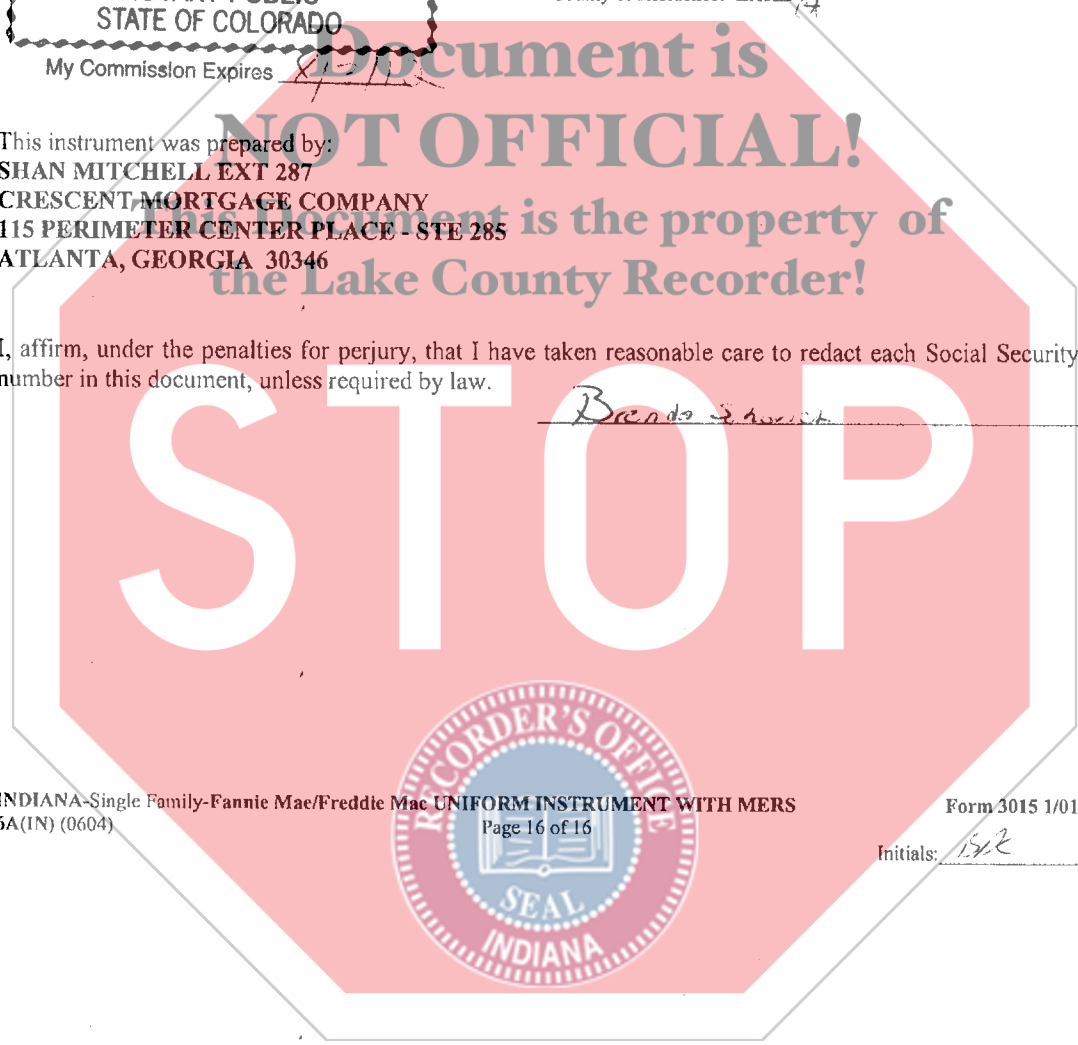 STATE OF COLORADO
My Commission Expires
Document is
NOT OFFICIAL!
This Document is the property of
the Lake County Recorder!
This instrument was prepared by:
SHAN MITCHELL EXT 287
CRESCENT MORTGAGE COMPANY
115 PERIMETER CENTER PLACE - STE 285
ATLANTA, GEORGIA 30346
I, affirm, under the penalties for perjury, that I have taken reasonable care to redact each Social Security
number in this document, unless required by law.
Brenda
STOP
INDIANA-Single Family-Fannie Mae/Freddie Mac UNIFORM INSTRUMENT WITH MERS
6A(IN) (0604)
Page 16 of 16
Form 3015 1/01
Initials:
RECORDER'S OFFICE
SEAL
INDIANA